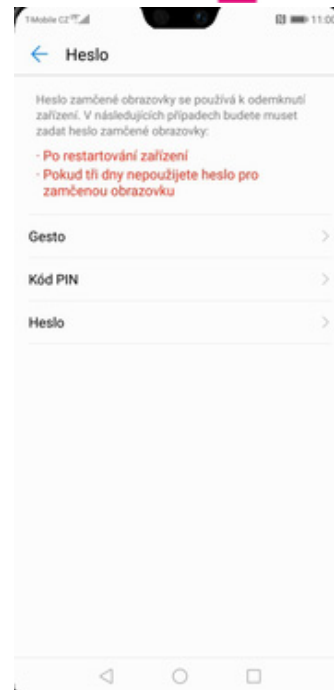 T-Mobile CZ 11:00
Heslo
Heslo zamčené obrazovky se používá k odemknutí
zařízení. V následujících případech budete muset
zadat heslo zamčené obrazovky:
· Po restartování zařízení
· Pokud tři dny nepoužijete heslo pro
zamčenou obrazovku
Gesto
Kód PIN
Heslo